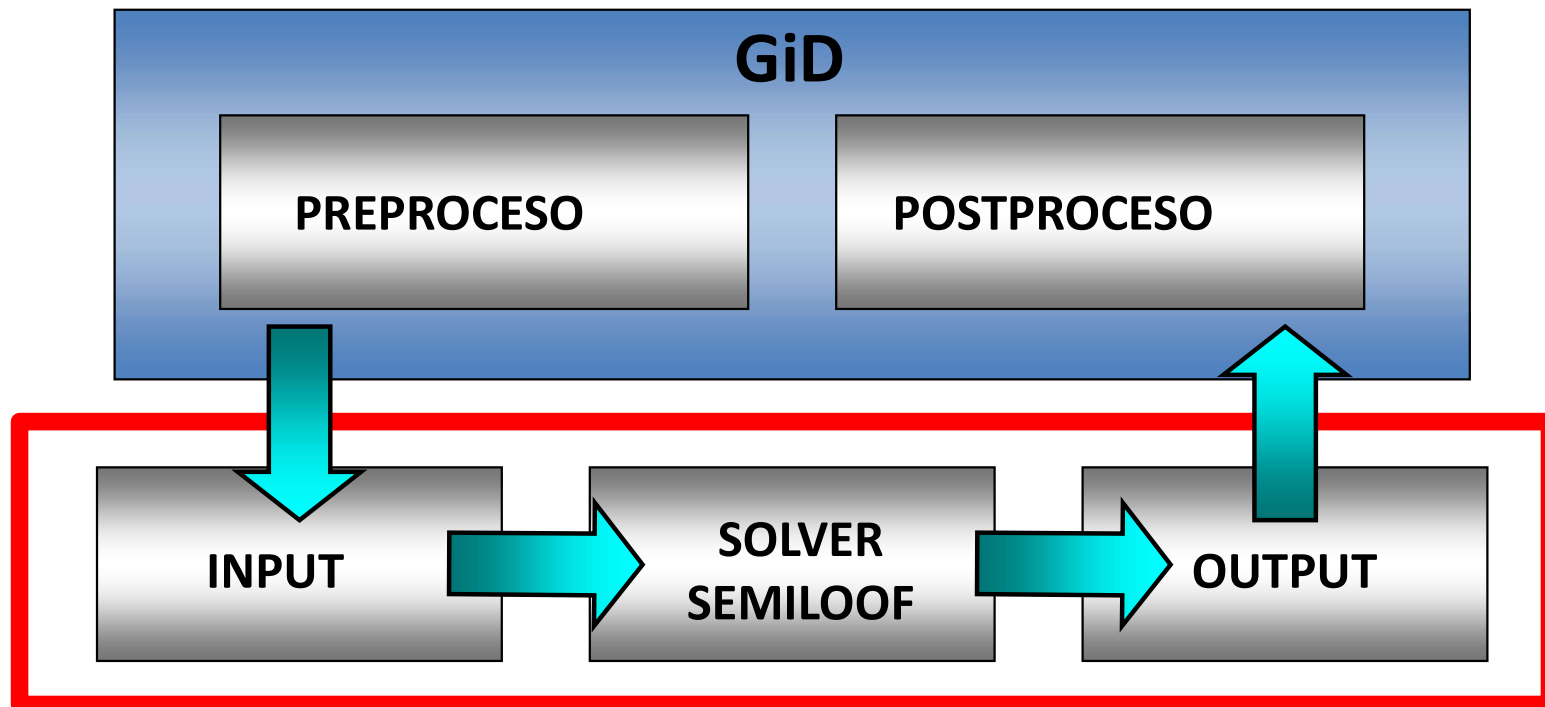 GiD
PREPROCESO
POSTPROCESO
INPUT
SOLVER
SEMILOOF
OUTPUT